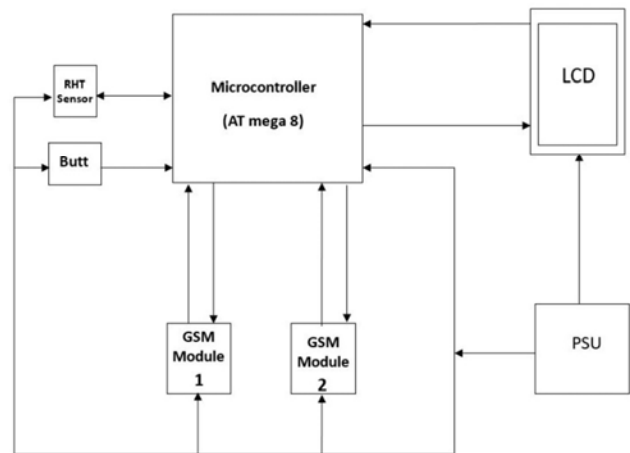 Microcontroller
(AT mega 8)
LCD
RHT
Sensor
Butt
GSM
Module
1
GSM
Module
2
PSU